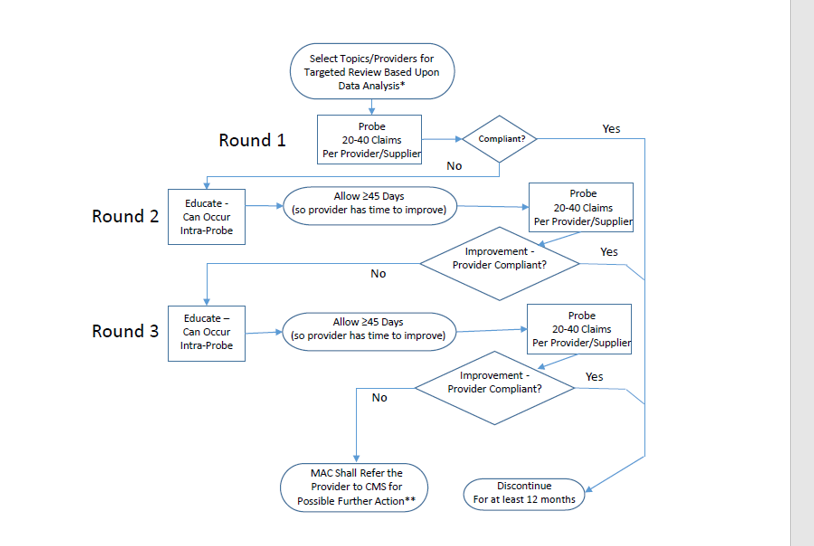 Select Topics/Providers for
Targeted Review Based Upon
Data Analysis*
Round 1
Probe
20-40 Claims
Per Provider/Supplier
Compliant?
Yes
No
Round 2
Educate -
Can Occur
Intra-Probe
Allow ≥45 Days
(so provider has time to improve)
Probe
20-40 Claims
Per Provider/Supplier
Improvement -
Provider Compliant?
Yes
No
Round 3
Educate –
Can Occur
Intra-Probe
Allow ≥45 Days
(so provider has time to improve)
Probe
20-40 Claims
Per Provider/Supplier
Improvement -
Provider Compliant?
Yes
No
MAC Shall Refer the
Provider to CMS for
Possible Further Action**
Discontinue
For at least 12 months